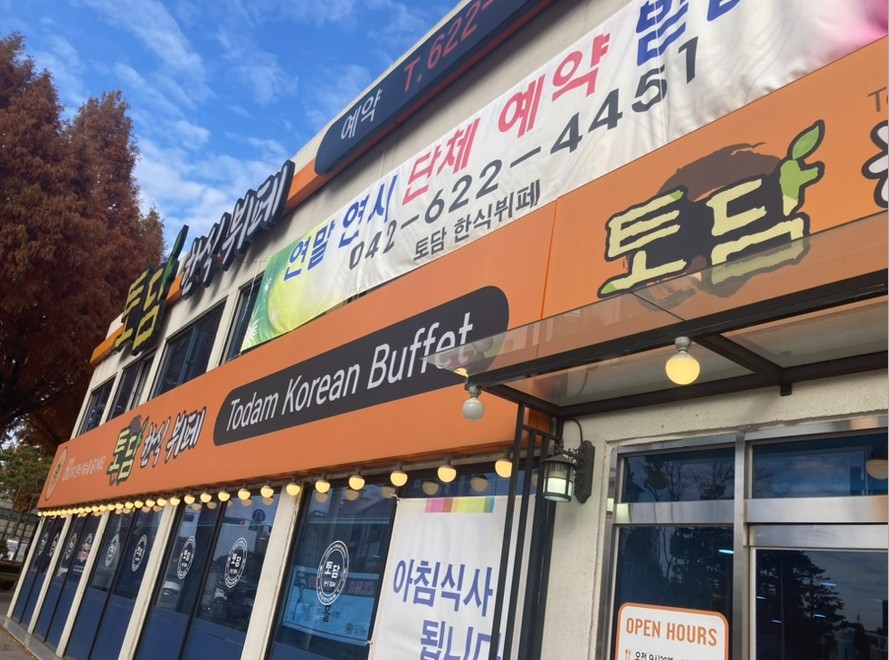 예약 T.622-
연말 연시 단체 예약
042-622-4451
토담 한식뷔페
토담 한식뷔페
토담
토담 한식 뷔페
Todam Korean Buffet
토담
아침식사
됩니다
OPEN HOURS